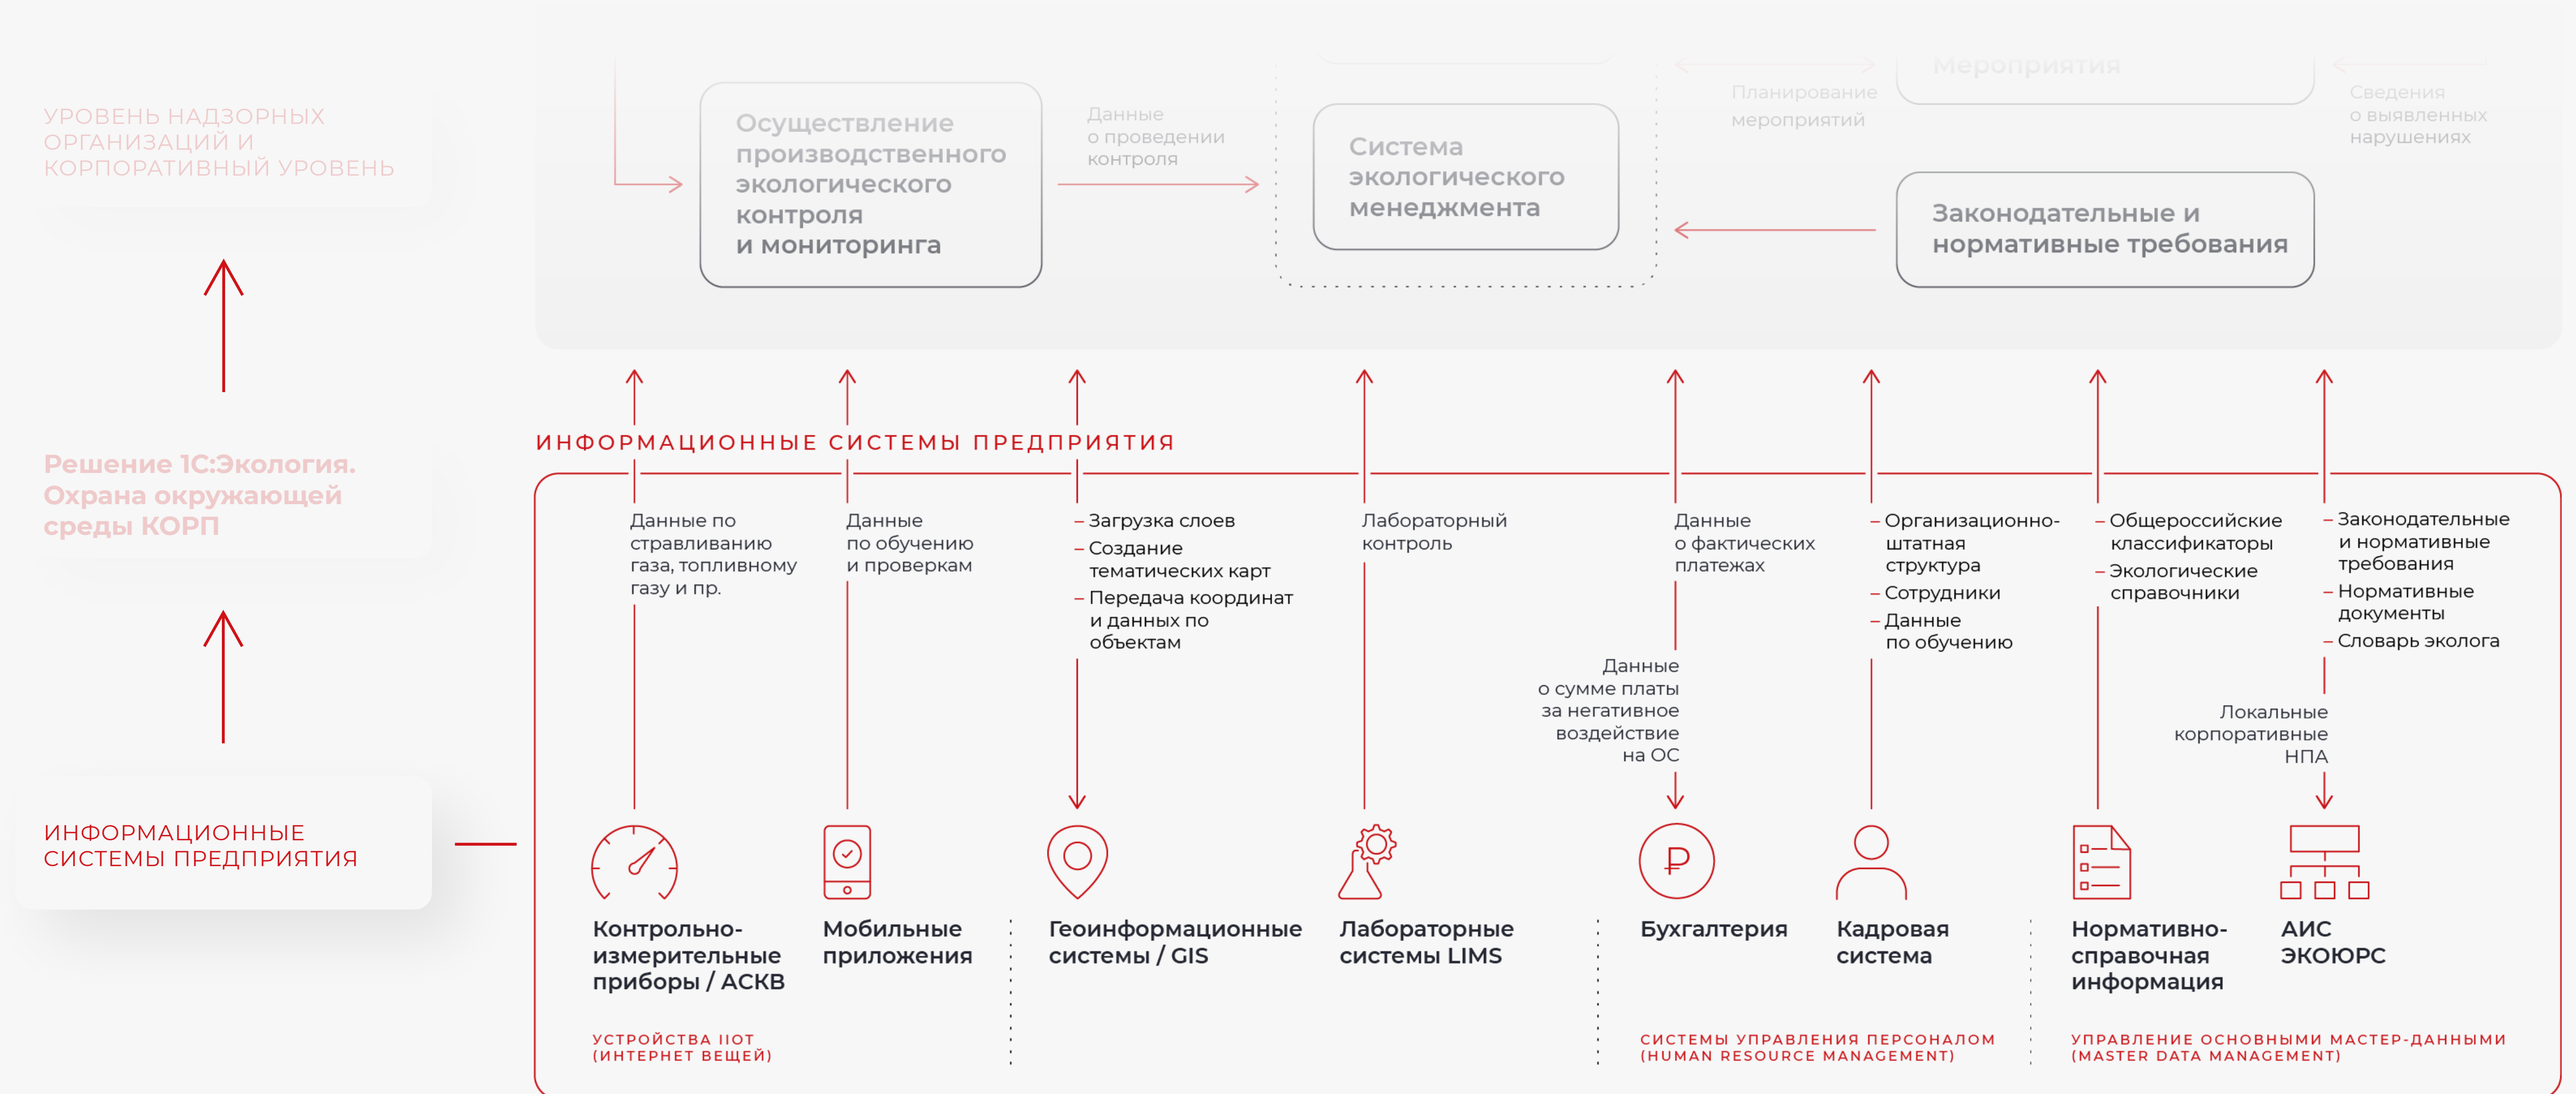 УРОВЕНЬ НАДЗОРНЫХ
ОРГАНИЗАЦИЙ И
КОРПОРАТИВНЫЙ УРОВЕНЬ
Решение 1С:Экология.
Охрана окружающей
среды КОРП
ИНФОРМАЦИОННЫЕ
СИСТЕМЫ ПРЕДПРИЯТИЯ
Осуществление
производственного
экологического
контроля
и мониторинга
Данные
о проведении
контроля
Система
экологического
менеджмента
Планирование
мероприятий
Мероприятия
Сведения
о выявленных
нарушениях
Законодательные и
нормативные требования
ИНФОРМАЦИОННЫЕ СИСТЕМЫ ПРЕДПРИЯТИЯ
Данные по
стравливанию
газа, топливному
газу и пр.
Данные
по обучению
и проверкам
– Загрузка слоев
– Создание
тематических карт
– Передача координат
и данных по
объектам
Лабораторный
контроль
Данные
о фактических
платежах
Данные
о сумме платы
за негативное
воздействие
на ОС
– Организационно-
штатная
структура
– Сотрудники
– Данные
по обучению
– Общероссийские
классификаторы
– Экологические
справочники
– Законодательные
и нормативные
требования
– Нормативные
документы
– Словарь эколога
Локальные
корпоративные
НПА
₽
Контрольно-
измерительные
приборы / АСКВ
Мобильные
приложения
Геоинформационные
системы / GIS
Лабораторные
системы LIMS
Бухгалтерия
Кадровая
система
Нормативно-
справочная
информация
АИС
ЭКОЮРС
УСТРОЙСТВА IIOT
(ИНТЕРНЕТ ВЕЩЕЙ)
СИСТЕМЫ УПРАВЛЕНИЯ ПЕРСОНАЛОМ
(HUMAN RESOURCE MANAGEMENT)
УПРАВЛЕНИЕ ОСНОВНЫМИ МАСТЕР-ДАННЫМИ
(MASTER DATA MANAGEMENT)